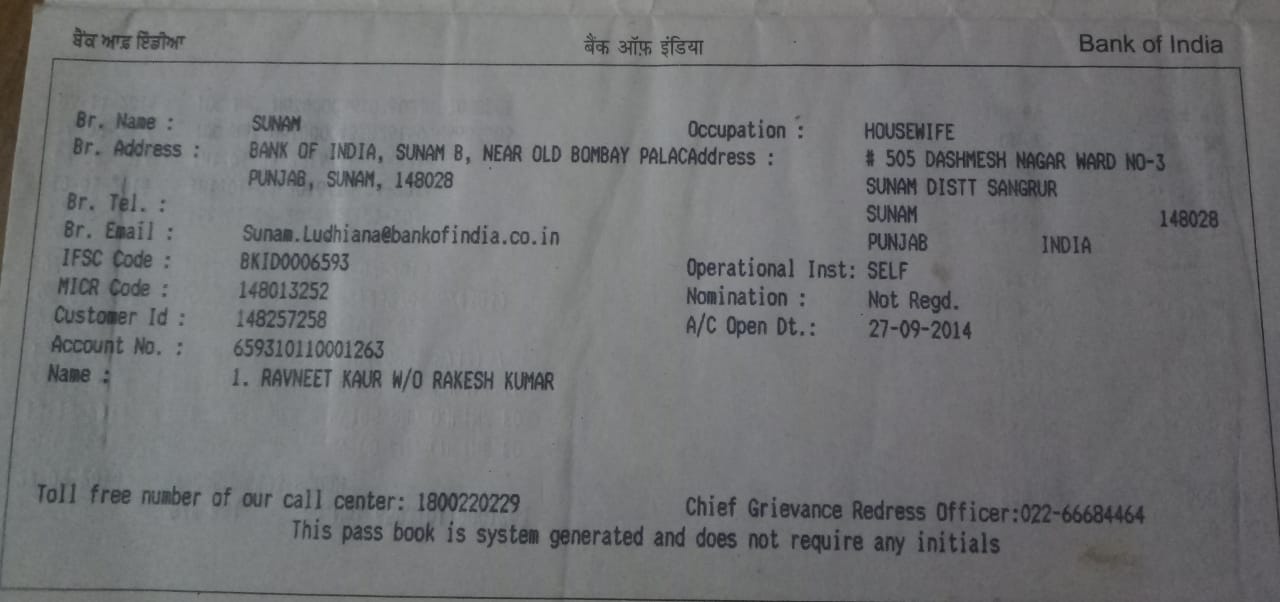 ਬੈਂਕ ਆਫ਼ ਇੰਡੀਆ बैंक ऑफ़ इंडिया Bank of India
Br. Name : SUNAM Occupation : HOUSEWIFE
Br. Address : BANK OF INDIA, SUNAM B, NEAR OLD BOMBAY PALACAddress : # 505 DASHMESH NAGAR WARD NO-3
PUNJAB, SUNAM, 148028 SUNAM DISTT SANGRUR
Br. Tel. : SUNAM 148028
Br. Email : Sunam.Ludhiana@bankofindia.co.in PUNJAB INDIA
IFSC Code : BKID0006593 Operational Inst: SELF
MICR Code : 148013252 Nomination : Not Regd.
Customer Id : 148257258 A/C Open Dt.: 27-09-2014
Account No. : 659310110001263
Name : 1. RAVNEET KAUR W/O RAKESH KUMAR
Toll free number of our call center: 1800220229 Chief Grievance Redress Officer:022-66684464
This pass book is system generated and does not require any initials